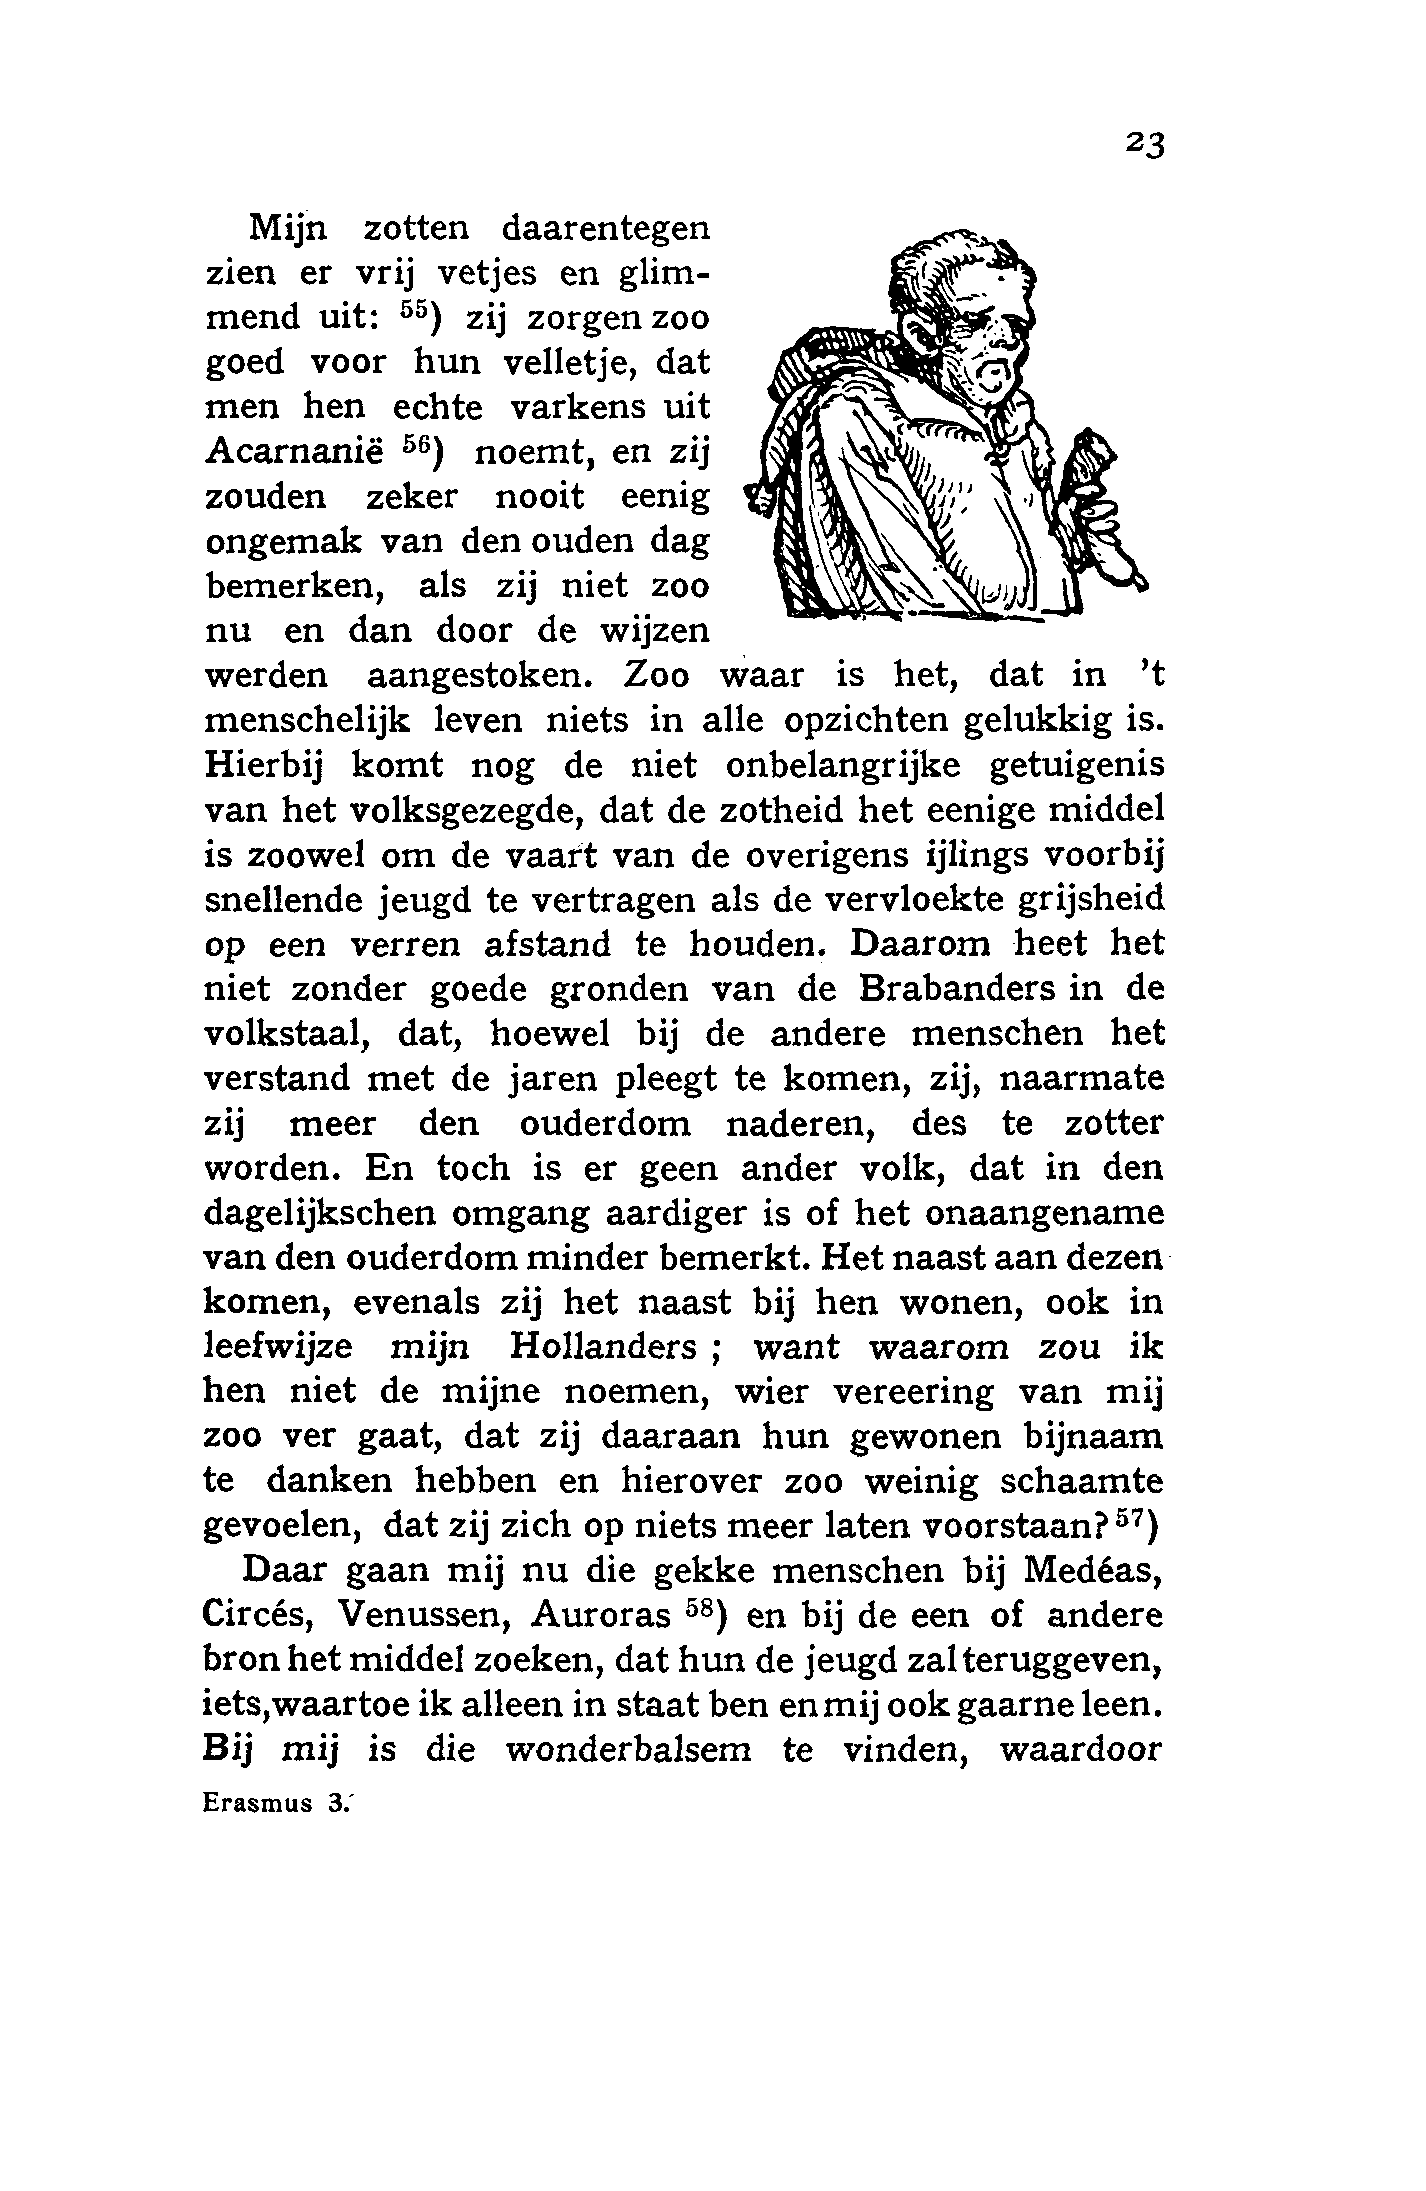 23
Mijn zotten daarentegen
zien er vrij vetjes en glim-
mend uit: ⁵⁵) zij zorgen zoo
goed voor hun velletje, dat
men hen echte varkens uit
Acarnanië ⁵⁶) noemt, en zij
zouden zeker nooit eenig
ongemak van den ouden dag
bemerken, als zij niet zoo
nu en dan door de wijzen
werden aangestoken. Zoo waar is het, dat in ’t
menschelijk leven niets in alle opzichten gelukkig is.
Hierbij komt nog de niet onbelangrijke getuigenis
van het volksgezegde, dat de zotheid het eenige middel
is zoowel om de vaart van de overigens ijlings voorbij
snellende jeugd te vertragen als de vervloekte grijsheid
op een verren afstand te houden. Daarom heet het
niet zonder goede gronden van de Brabanders in de
volkstaal, dat, hoewel bij de andere menschen het
verstand met de jaren pleegt te komen, zij, naarmate
zij meer den ouderdom naderen, des te zotter
worden. En toch is er geen ander volk, dat in den
dagelijkschen omgang aardiger is of het onaangename
van den ouderdom minder bemerkt. Het naast aan dezen
komen, evenals zij het naast bij hen wonen, ook in
leefwijze mijn Hollanders ; want waarom zou ik
hen niet de mijne noemen, wier vereering van mij
zoo ver gaat, dat zij daaraan hun gewonen bijnaam
te danken hebben en hierover zoo weinig schaamte
gevoelen, dat zij zich op niets meer laten voorstaan? ⁵⁷)
Daar gaan mij nu die gekke menschen bij Medéas,
Circés, Venussen, Auroras ⁵⁸) en bij de een of andere
bron het middel zoeken, dat hun de jeugd zal teruggeven,
iets, waartoe ik alleen in staat ben en mij ook gaarne leen.
Bij mij is die wonderbalsem te vinden, waardoor
Erasmus 3.